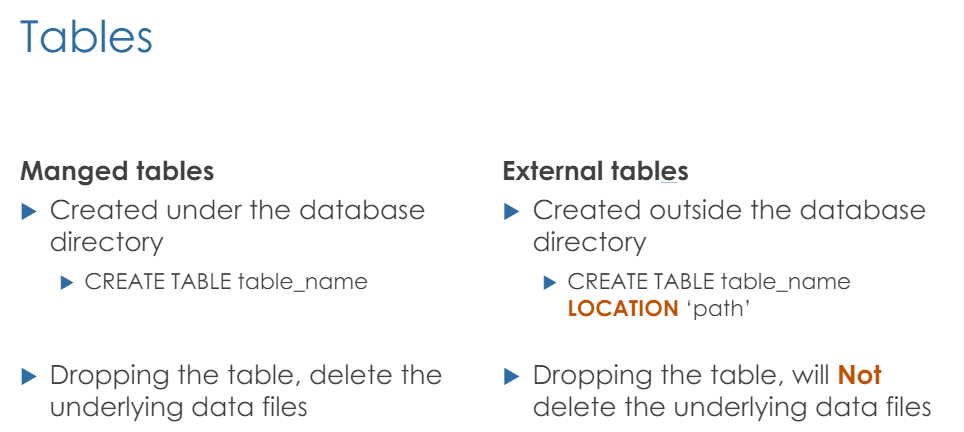 Tables
Manged tables
Created under the database
directory
CREATE TABLE table_name
Dropping the table, delete the
underlying data files
External tables
Created outside the database
directory
CREATE TABLE table_name
LOCATION ‘path’
Dropping the table, will Not
delete the underlying data files